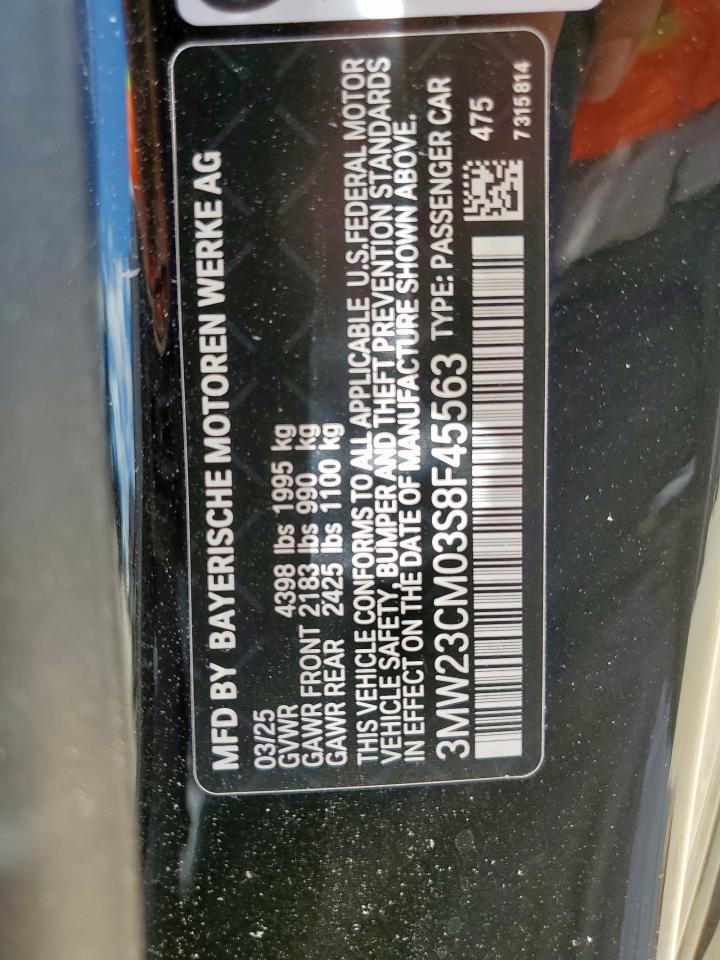 MFD BY BAYERISCHE MOTOREN WERKE AG
03/25
GVWR 4398 lbs 1995 kg
GAWR FRONT 2183 lbs 990 kg
GAWR REAR 2425 lbs 1100 kg
THIS VEHICLE CONFORMS TO ALL APPLICABLE U.S.FEDERAL MOTOR
VEHICLE SAFETY, BUMPER AND THEFT PREVENTION STANDARDS
IN EFFECT ON THE DATE OF MANUFACTURE SHOWN ABOVE.
3MW23CM03S8F45563 TYPE: PASSENGER CAR
475
7315814